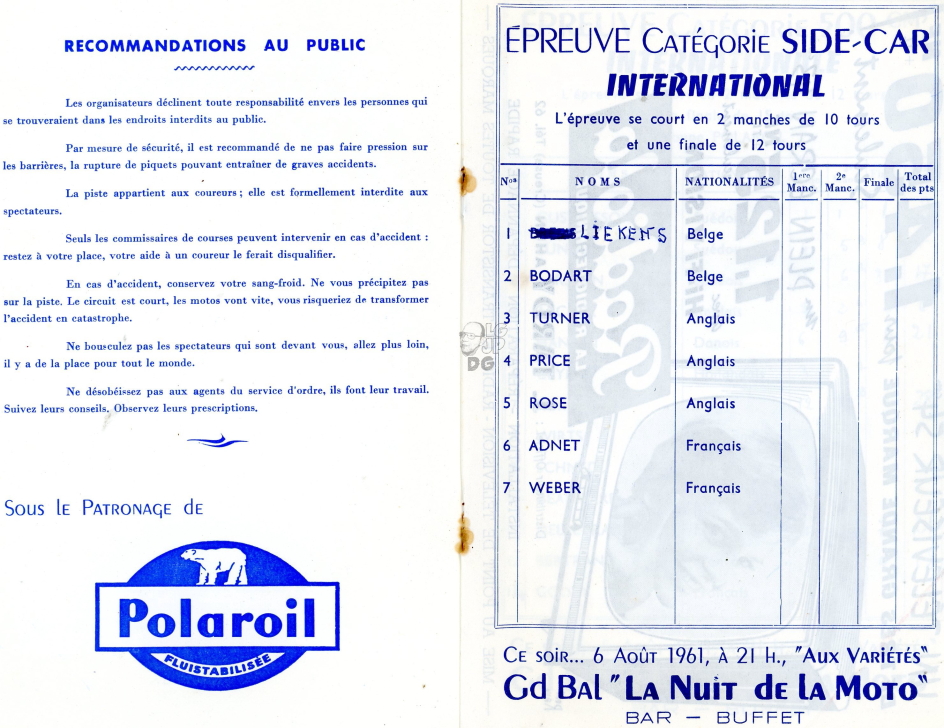 RECOMMANDATIONS AU PUBLIC
Les organisateurs déclinent toute responsabilité envers les personnes qui
se trouveraient dans les endroits interdits au public.
Par mesure de sécurité, il est recommandé de ne pas faire pression sur
les barrières, la rupture de piquets pouvant entraîner de graves accidents.
La piste appartient aux coureurs ; elle est formellement interdite aux
spectateurs.
Seuls les commissaires de courses peuvent intervenir en cas d'accident :
restez à votre place, votre aide à un coureur le ferait disqualifier.
En cas d'accident, conservez votre sang-froid. Ne vous précipitez pas
sur la piste. Le circuit est court, les motos vont vite, vous risqueriez de transformer
l'accident en catastrophe.
Ne bousculez pas les spectateurs qui sont devant vous, allez plus loin,
il y a de la place pour tout le monde.
Ne désobéissez pas aux agents du service d'ordre, ils font leur travail.
Suivez leurs conseils. Observez leurs prescriptions.
Sous le Patronage de
Polaroil
FLUISTABILISÉE
ÉPREUVE CATÉGORIE SIDE-CAR
INTERNATIONAL
L'épreuve se court en 2 manches de 10 tours
et une finale de 12 tours
Nos NOMS NATIONALITÉS 1ere Manc. 2e Manc. Finale Total des pts
1 LIEKENS Belge
2 BODART Belge
3 TURNER Anglais
4 PRICE Anglais
5 ROSE Anglais
6 ADNET Français
7 WEBER Français
CE SOIR... 6 AOÛT 1961, À 21 H., "AUX VARIÉTÉS"
Gd BAL "LA NUIT DE LA MOTO"
BAR — BUFFET
DG